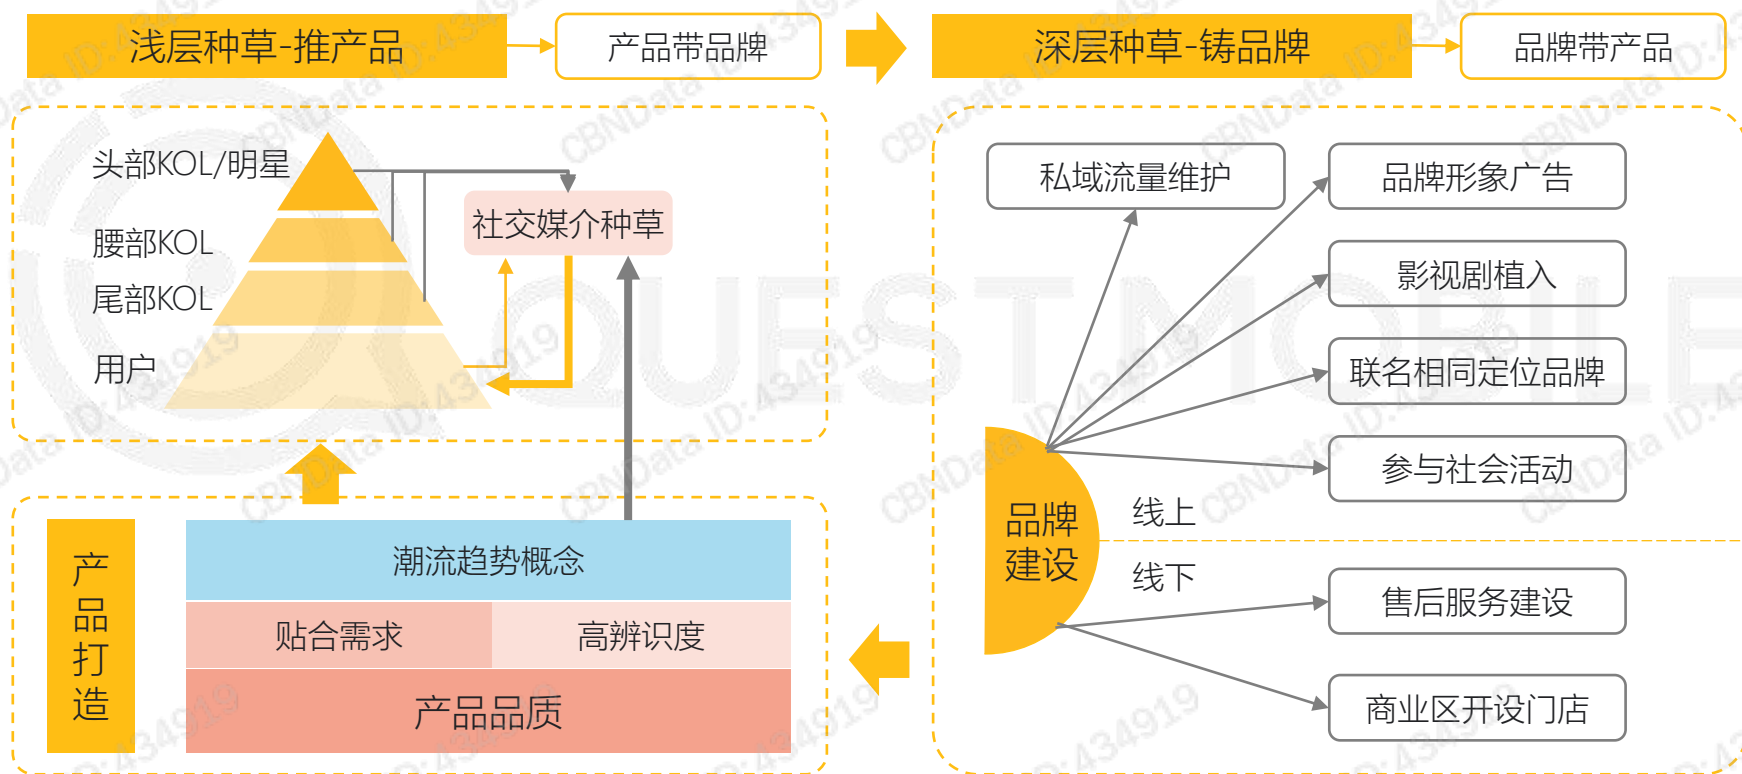 浅层种草-推产品
产品带品牌
深层种草-铸品牌
品牌带产品
头部KOL/明星
腰部KOL
尾部KOL
用户
社交媒介种草
产品打造
潮流趋势概念
贴合需求
高辨识度
产品品质
私域流量维护
品牌形象广告
影视剧植入
联名相同定位品牌
参与社会活动
品牌
建设
线上
线下
售后服务建设
商业区开设门店
QUEST MOBILE
CBNData ID:434919